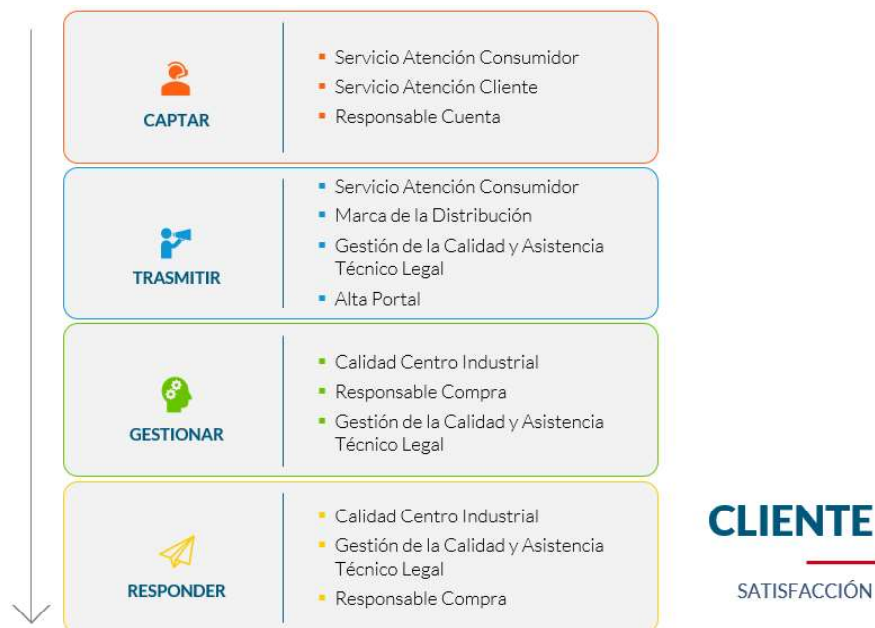 CAPTAR
Servicio Atención Consumidor
Servicio Atención Cliente
Responsable Cuenta
TRASMITIR
Servicio Atención Consumidor
Marca de la Distribución
Gestión de la Calidad y Asistencia
Técnico Legal
Alta Portal
GESTIONAR
Calidad Centro Industrial
Responsable Compra
Gestión de la Calidad y Asistencia
Técnico Legal
RESPONDER
Calidad Centro Industrial
Gestión de la Calidad y Asistencia
Técnico Legal
Responsable Compra
CLIENTE
SATISFACCIÓN